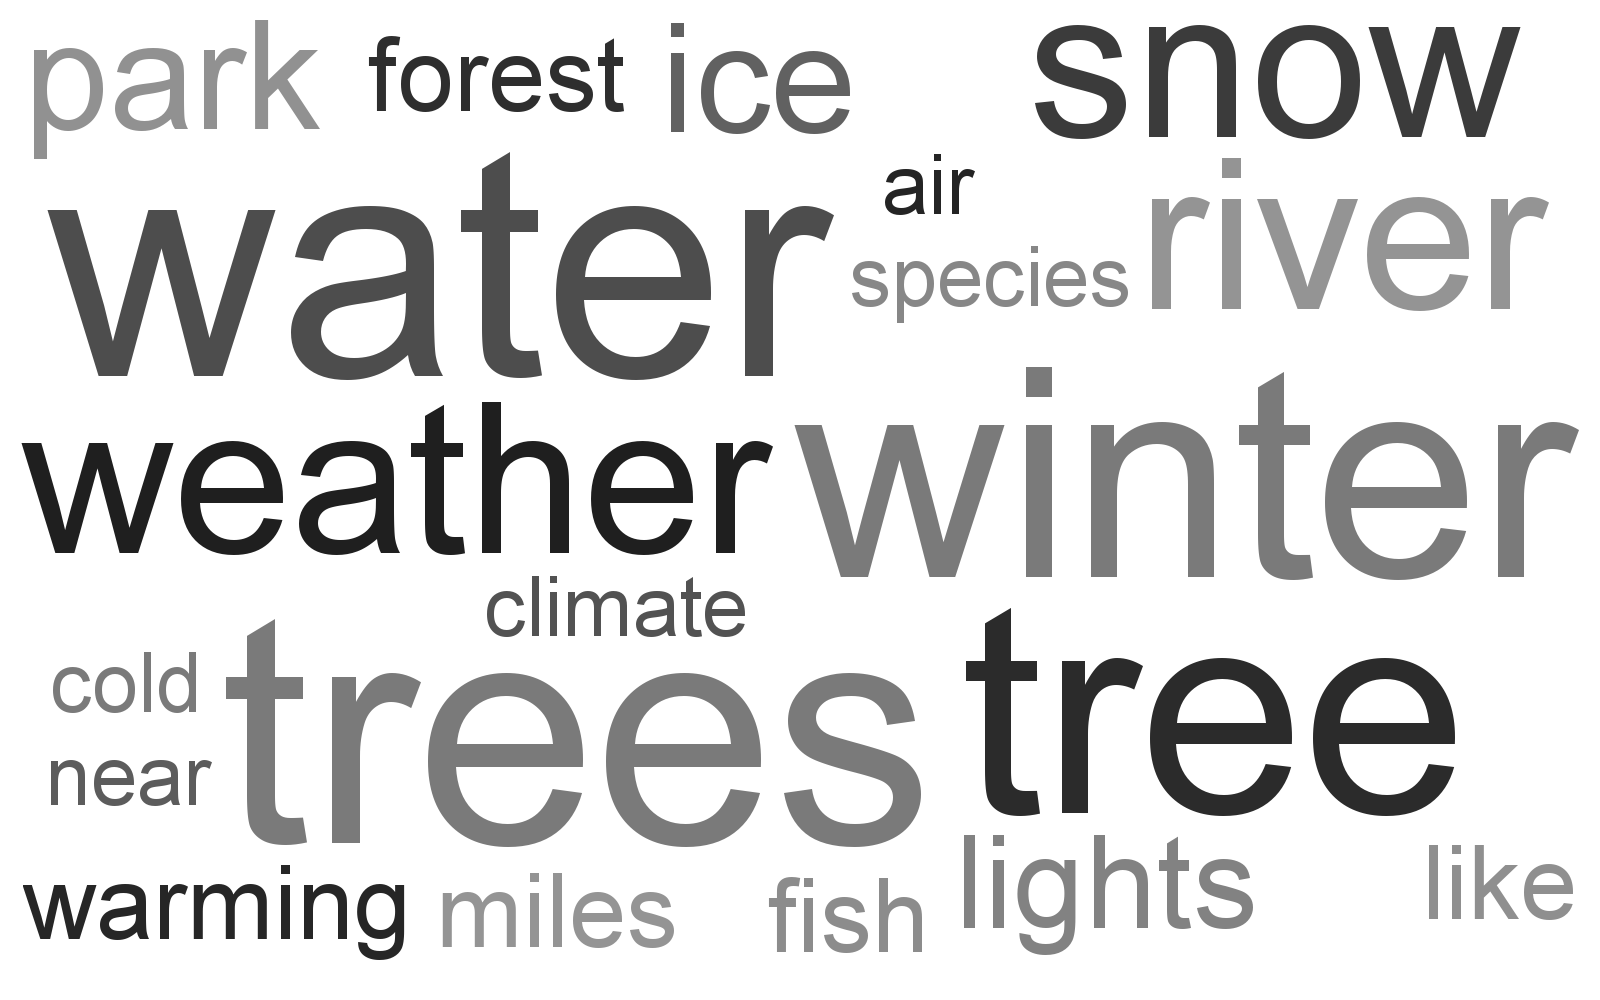 park forest ice snow
water air river
species
weather winter
climate
trees tree
cold
near
warming miles fish lights like